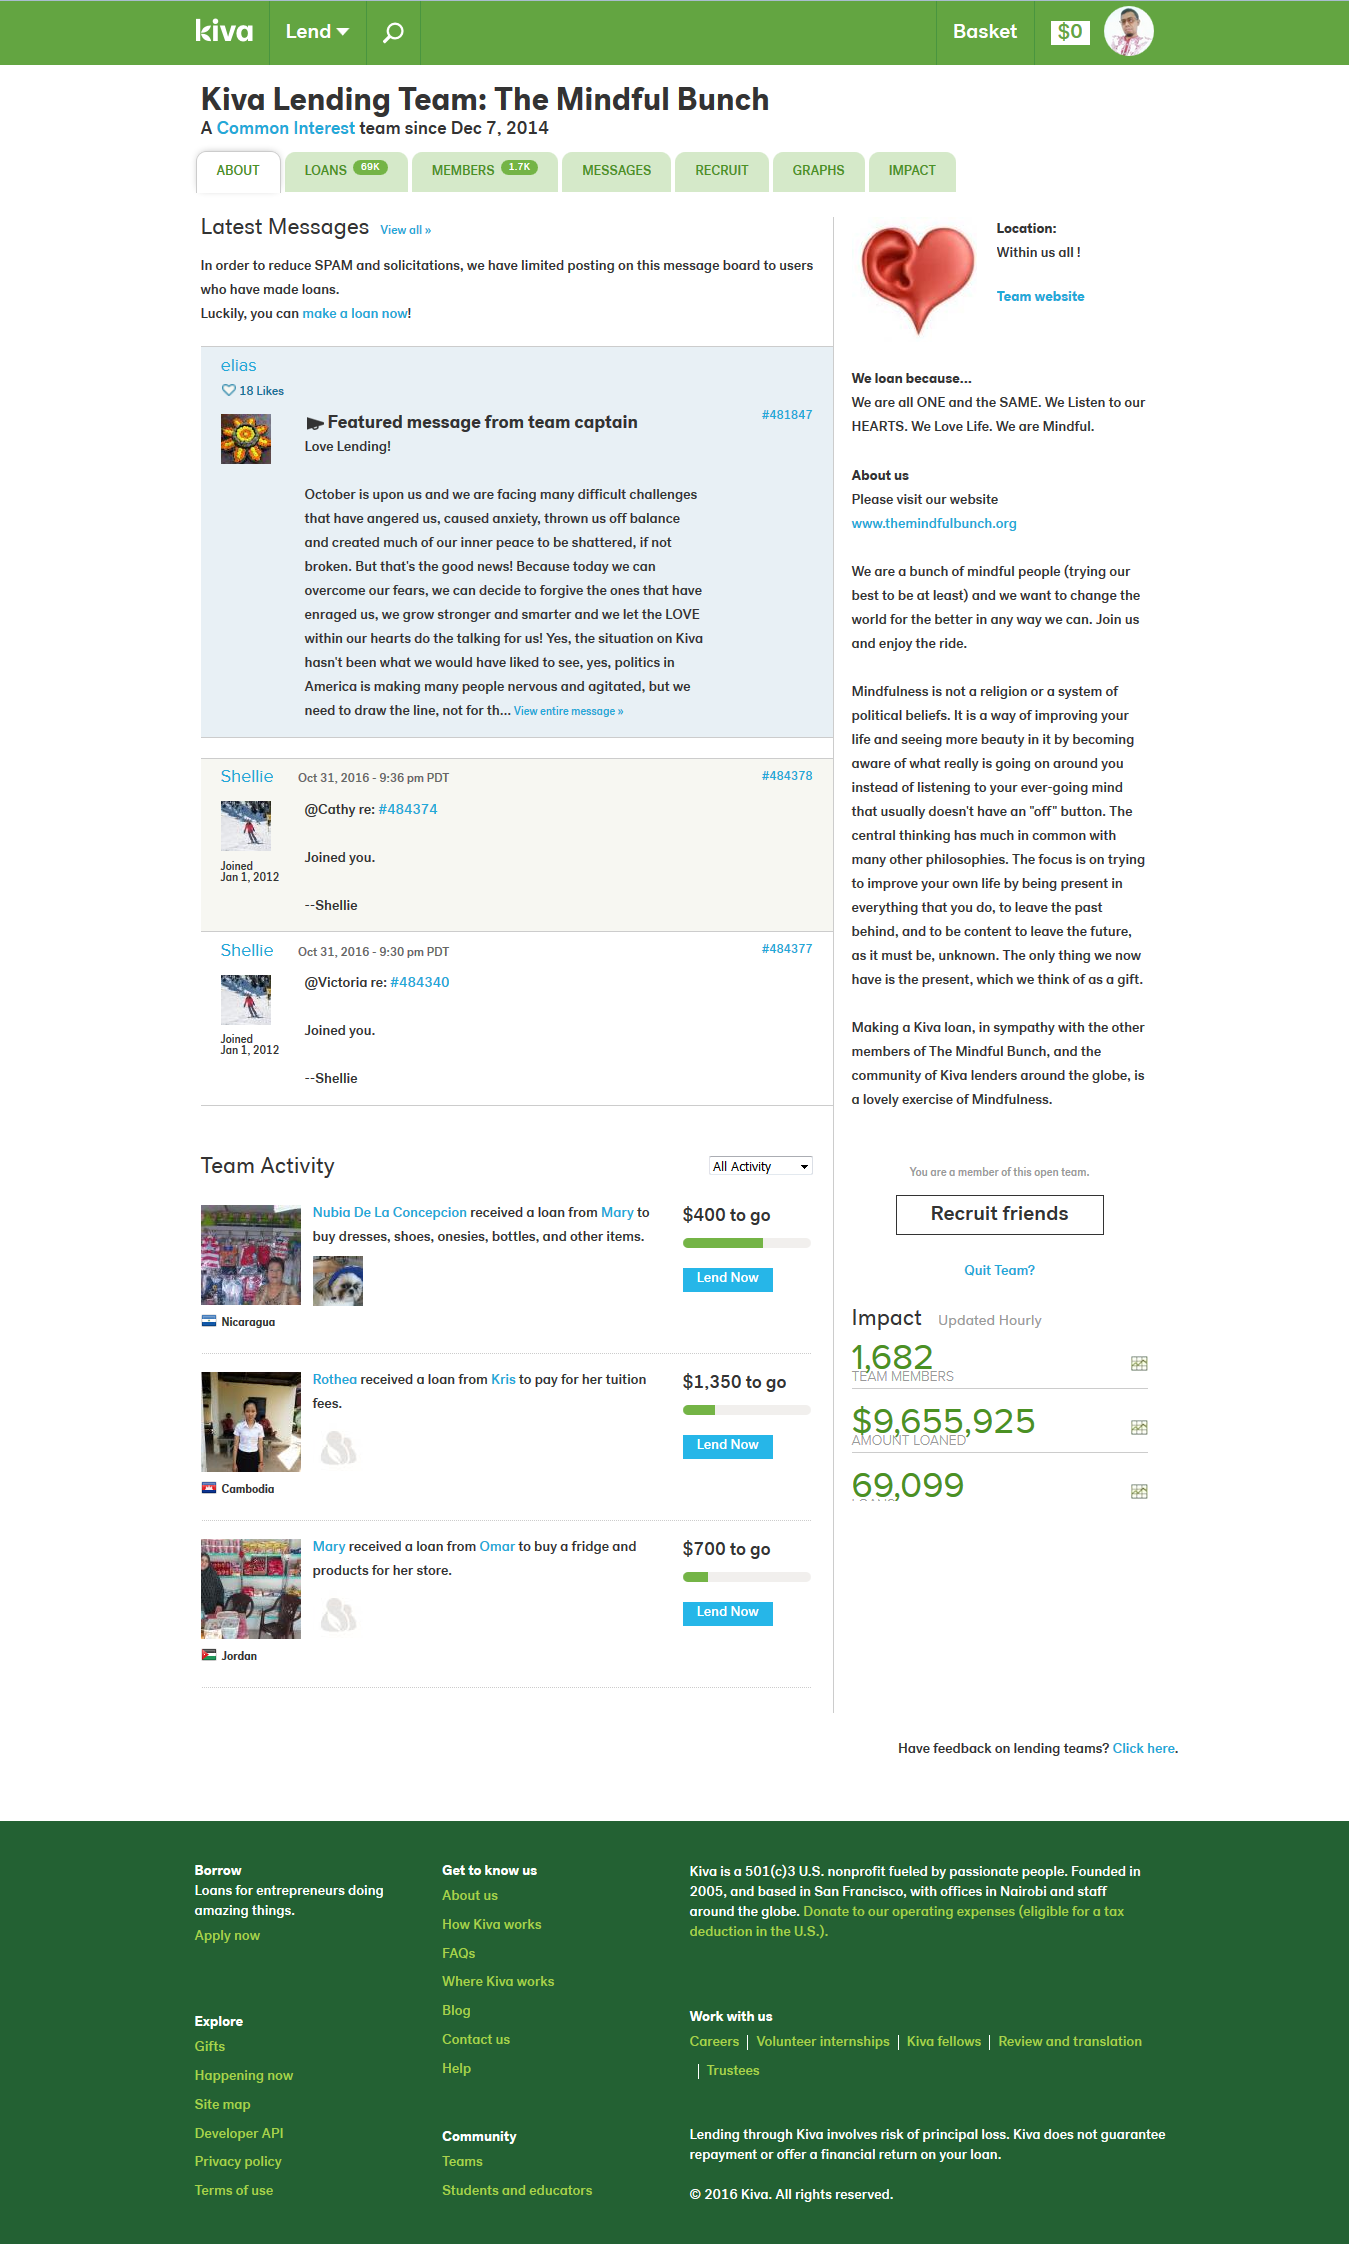 kiva
Lend
Basket
$0
Kiva Lending Team: The Mindful Bunch
A Common Interest team since Dec 7, 2014
ABOUT
LOANS 69K
MEMBERS 1.7K
MESSAGES
RECRUIT
GRAPHS
IMPACT
Latest Messages View all »
In order to reduce SPAM and solicitations, we have limited posting on this message board to users
who have made loans.
Luckily, you can make a loan now!
elias
18 Likes
#481847
Featured message from team captain
Love Lending!
October is upon us and we are facing many difficult challenges
that have angered us, caused anxiety, thrown us off balance
and created much of our inner peace to be shattered, if not
broken. But that's the good news! Because today we can
overcome our fears, we can decide to forgive the ones that have
enraged us, we grow stronger and smarter and we let the LOVE
within our hearts do the talking for us! Yes, the situation on Kiva
hasn't been what we would have liked to see, yes, politics in
America is making many people nervous and agitated, but we
need to draw the line, not for th... View entire message »
Shellie
Oct 31, 2016 - 9:36 pm PDT
#484378
@Cathy re: #484374
Joined you.
--Shellie
Joined
Jan 1, 2012
Shellie
Oct 31, 2016 - 9:30 pm PDT
#484377
@Victoria re: #484340
Joined you.
--Shellie
Joined
Jan 1, 2012
Team Activity
All Activity
Nubia De La Concepcion received a loan from Mary to
buy dresses, shoes, onesies, bottles, and other items.
$400 to go
Lend Now
Nicaragua
Rothea received a loan from Kris to pay for her tuition
fees.
$1,350 to go
Lend Now
Cambodia
Mary received a loan from Omar to buy a fridge and
products for her store.
$700 to go
Lend Now
Jordan
Location:
Within us all !
Team website
We loan because...
We are all ONE and the SAME. We Listen to our
HEARTS. We Love Life. We are Mindful.
About us
Please visit our website
www.themindfulbunch.org
We are a bunch of mindful people (trying our
best to be at least) and we want to change the
world for the better in any way we can. Join us
and enjoy the ride.
Mindfulness is not a religion or a system of
political beliefs. It is a way of improving your
life and seeing more beauty in it by becoming
aware of what really is going on around you
instead of listening to your ever-going mind
that usually doesn't have an "off" button. The
central thinking has much in common with
many other philosophies. The focus is on trying
to improve your own life by being present in
everything that you do, to leave the past
behind, and to be content to leave the future,
as it must be, unknown. The only thing we now
have is the present, which we think of as a gift.
Making a Kiva loan, in sympathy with the other
members of The Mindful Bunch, and the
community of Kiva lenders around the globe, is
a lovely exercise of Mindfulness.
You are a member of this open team.
Recruit friends
Quit Team?
Impact Updated Hourly
1,682
TEAM MEMBERS
$9,655,925
AMOUNT LOANED
69,099
Have feedback on lending teams? Click here.
Borrow
Loans for entrepreneurs doing
amazing things.
Apply now
Explore
Gifts
Happening now
Site map
Developer API
Privacy policy
Terms of use
Get to know us
About us
How Kiva works
FAQs
Where Kiva works
Blog
Contact us
Help
Community
Teams
Students and educators
Kiva is a 501(c)3 U.S. nonprofit fueled by passionate people. Founded in
2005, and based in San Francisco, with offices in Nairobi and staff
around the globe. Donate to our operating expenses (eligible for a tax
deduction in the U.S.).
Work with us
Careers | Volunteer internships | Kiva fellows | Review and translation
| Trustees
Lending through Kiva involves risk of principal loss. Kiva does not guarantee
repayment or offer a financial return on your loan.
© 2016 Kiva. All rights reserved.